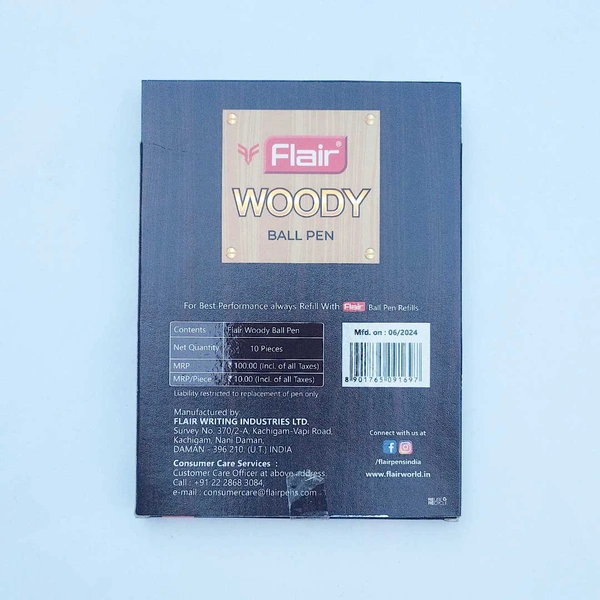 Flair®
WOODY
BALL PEN
For Best Performance always Refill With Flair Ball Pen Refills
Contents Flair Woody Ball Pen
Net Quantity 10 Pieces
MRP ₹ 100.00 (Incl. of all Taxes)
MRP/Piece ₹ 10.00 (Incl. of all Taxes)
Liability restricted to replacement of pen only
Mfd. on : 06/2024
8 901765 091697
Manufactured by:
FLAIR WRITING INDUSTRIES LTD.
Survey No. 370/2-A, Kachigam-Vapi Road,
Kachigam, Nani Daman,
DAMAN - 396 210. (U.T.) INDIA
Consumer Care Services :
Customer Care Officer at above address.
Call : +91 22 2868 3084,
e-mail : consumercare@flairpens.com
Connect with us at
/flairpensindia
www.flairworld.in